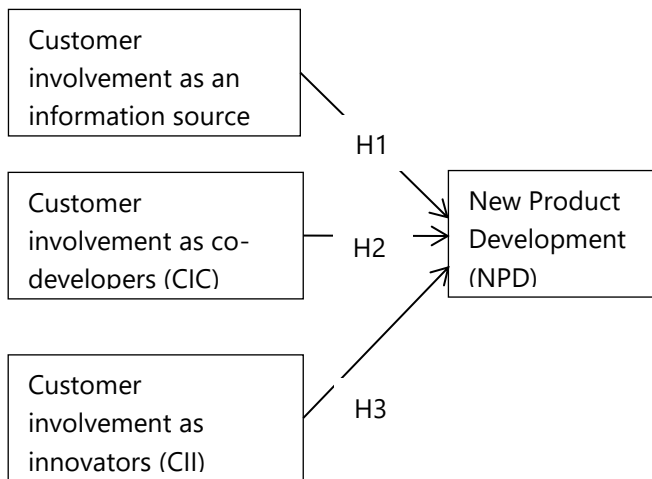 Customer
involvement as an
information source
H1
Customer
involvement as co-
developers (CIC)
H2
New Product
Development
(NPD)
Customer
involvement as
innovators (CII)
H3